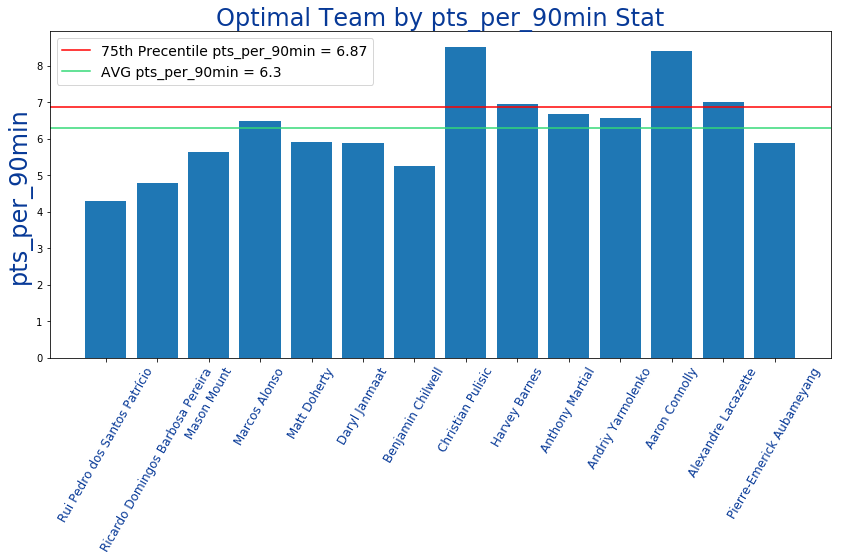 Optimal Team by pts_per_90min Stat
75th Precentile pts_per_90min = 6.87
AVG pts_per_90min = 6.3
pts_per_90min
8
7
6
5
4
3
2
1
0
Rui Pedro dos Santos Patrício
Ricardo Domingos Barbosa Pereira
Mason Mount
Marcos Alonso
Matt Doherty
Daryl Janmaat
Benjamin Chilwell
Christian Pulisic
Harvey Barnes
Anthony Martial
Andriy Yarmolenko
Aaron Connolly
Alexandre Lacazette
Pierre-Emerick Aubameyang